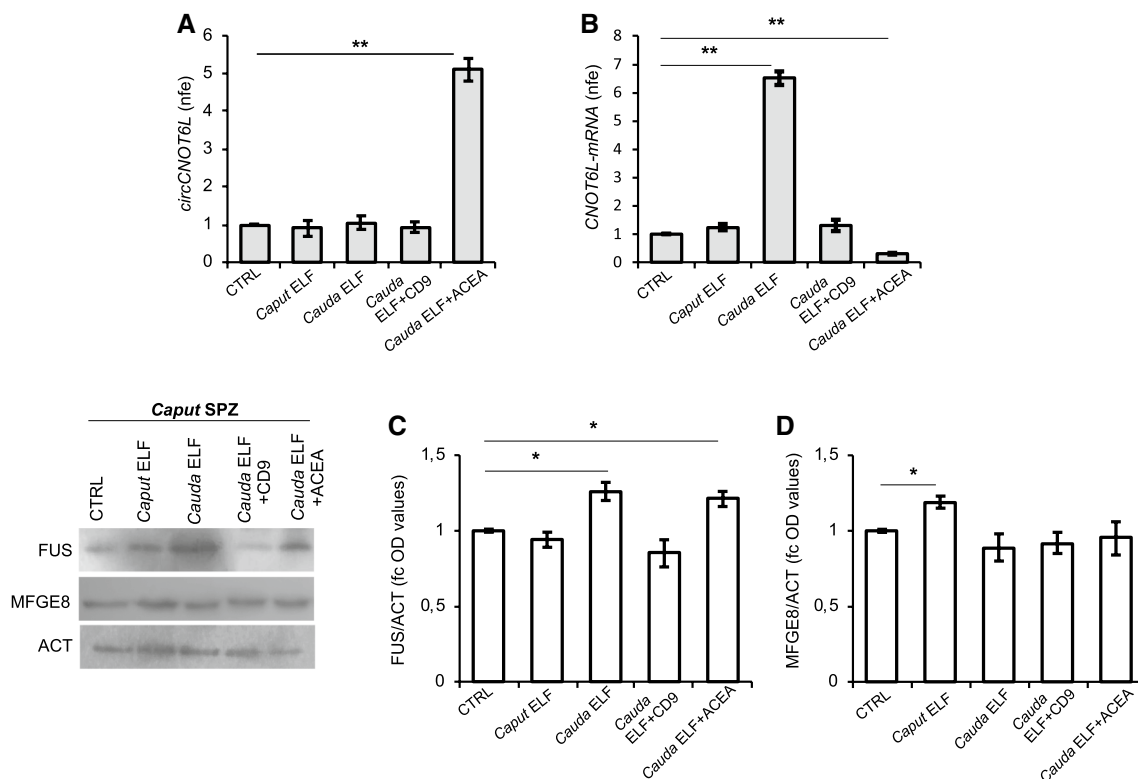 A
circCNOT6L (nfe)
6
5
4
3
2
1
0
**
CTRL
Caput ELF
Cauda ELF
Cauda
ELF+CD9
Cauda ELF+ACEA
B
CNOT6L-mRNA (nfe)
8
7
6
5
4
3
2
1
0
**
**
CTRL
Caput ELF
Cauda ELF
Cauda
ELF+CD9
Cauda ELF+ACEA
Caput SPZ
CTRL
Caput ELF
Cauda ELF
Cauda ELF
+CD9
Cauda ELF
+ACEA
FUS
MFGE8
ACT
C
FUS/ACT (fc OD values)
1,5
1
0,5
0
*
*
CTRL
Caput ELF
Cauda ELF
Cauda
ELF+CD9
Cauda ELF+ACEA
D
MFGE8/ACT (fc OD values)
1,5
1
0,5
0
*
CTRL
Caput ELF
Cauda ELF
Cauda
ELF+CD9
Cauda ELF+ACEA